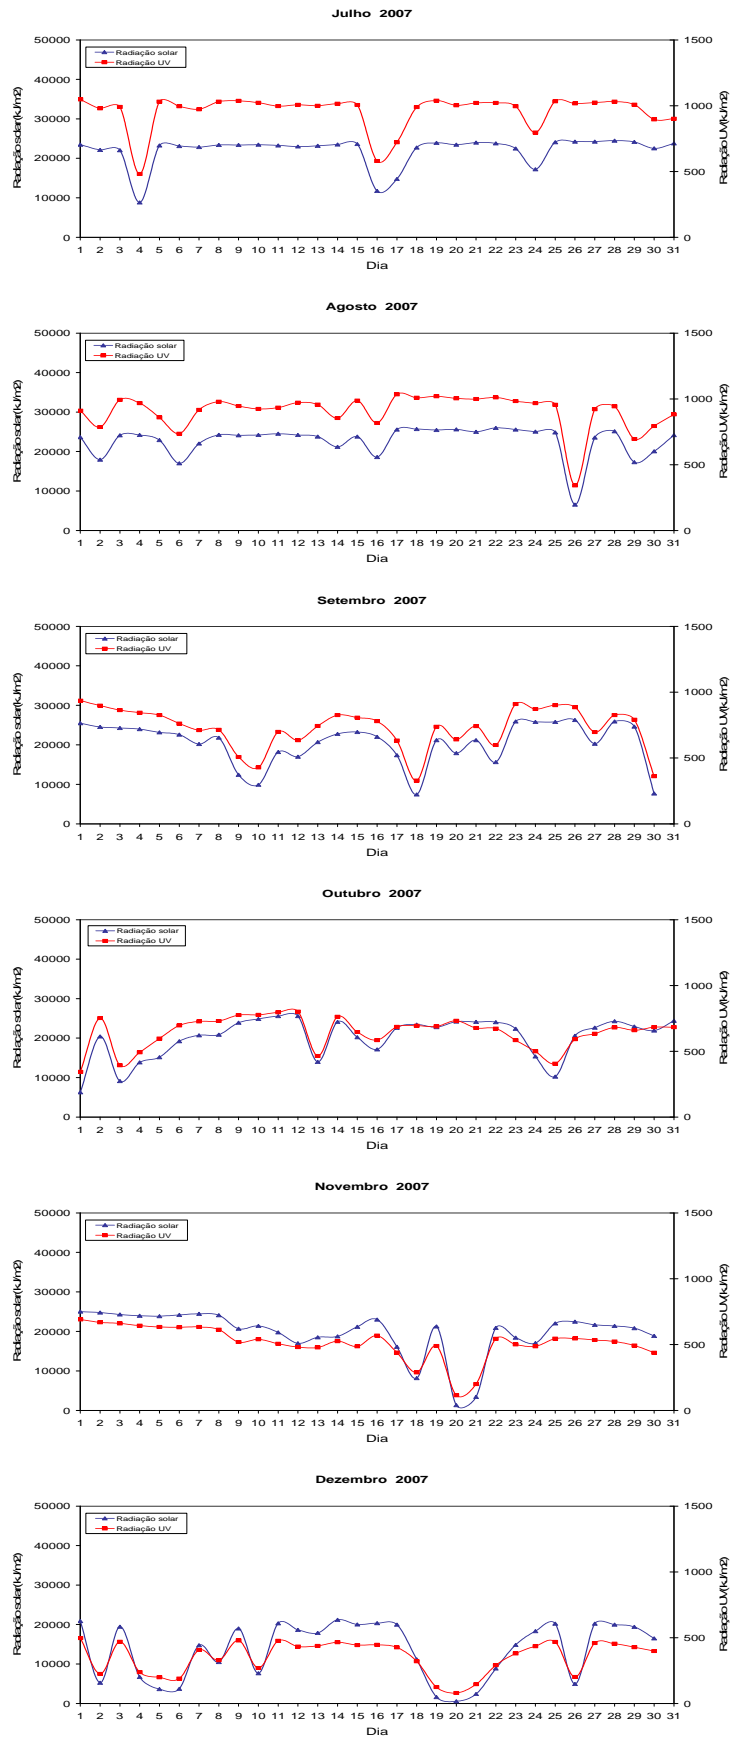 Julho 2007
Radiação solar
Radiação UV
Radiação solar(kJ/m2)
Radiação UV(kJ/m2)
50000
40000
30000
20000
10000
0
1500
1000
500
0
1 2 3 4 5 6 7 8 9 10 11 12 13 14 15 16 17 18 19 20 21 22 23 24 25 26 27 28 29 30 31
Dia
Agosto 2007
Radiação solar
Radiação UV
Radiação solar(kJ/m2)
Radiação UV(kJ/m2)
50000
40000
30000
20000
10000
0
1500
1000
500
0
1 2 3 4 5 6 7 8 9 10 11 12 13 14 15 16 17 18 19 20 21 22 23 24 25 26 27 28 29 30 31
Dia
Setembro 2007
Radiação solar
Radiação UV
Radiação solar(kJ/m2)
Radiação UV(kJ/m2)
50000
40000
30000
20000
10000
0
1500
1000
500
0
1 2 3 4 5 6 7 8 9 10 11 12 13 14 15 16 17 18 19 20 21 22 23 24 25 26 27 28 29 30 31
Dia
Outubro 2007
Radiação solar
Radiação UV
Radiação solar(kJ/m2)
Radiação UV(kJ/m2)
50000
40000
30000
20000
10000
0
1500
1000
500
0
1 2 3 4 5 6 7 8 9 10 11 12 13 14 15 16 17 18 19 20 21 22 23 24 25 26 27 28 29 30 31
Dia
Novembro 2007
Radiação solar
Radiação UV
Radiação solar(kJ/m2)
Radiação UV(kJ/m2)
50000
40000
30000
20000
10000
0
1500
1000
500
0
1 2 3 4 5 6 7 8 9 10 11 12 13 14 15 16 17 18 19 20 21 22 23 24 25 26 27 28 29 30 31
Dia
Dezembro 2007
Radiação solar
Radiação UV
Radiação solar(kJ/m2)
Radiação UV(kJ/m2)
50000
40000
30000
20000
10000
0
1500
1000
500
0
1 2 3 4 5 6 7 8 9 10 11 12 13 14 15 16 17 18 19 20 21 22 23 24 25 26 27 28 29 30 31
Dia